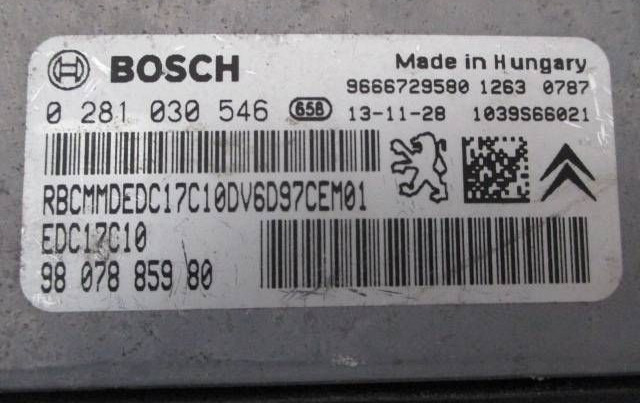 BOSCH Made in Hungary
9666729580 1263 0787
0 281 030 546 658 13-11-28 1039S66021
RBCMMDEDC17C10DV6D97CEM01
EDC17C10
98 078 859 80